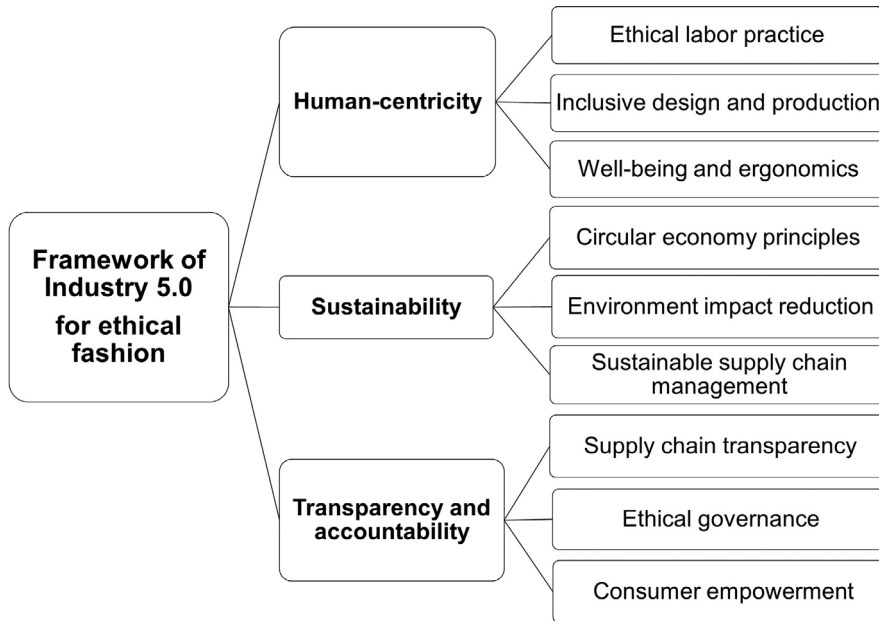 Framework of
Industry 5.0
for ethical
fashion
Human-centricity
Ethical labor practice
Inclusive design and production
Well-being and ergonomics
Sustainability
Circular economy principles
Environment impact reduction
Sustainable supply chain
management
Transparency and
accountability
Supply chain transparency
Ethical governance
Consumer empowerment